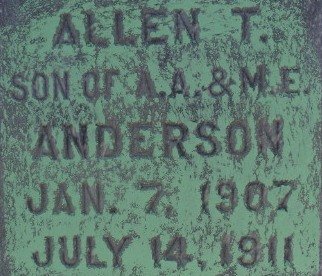 ALLEN T.
SON OF A.A.&M.E.
ANDERSON
JAN. 7, 1907
JULY 14, 1911